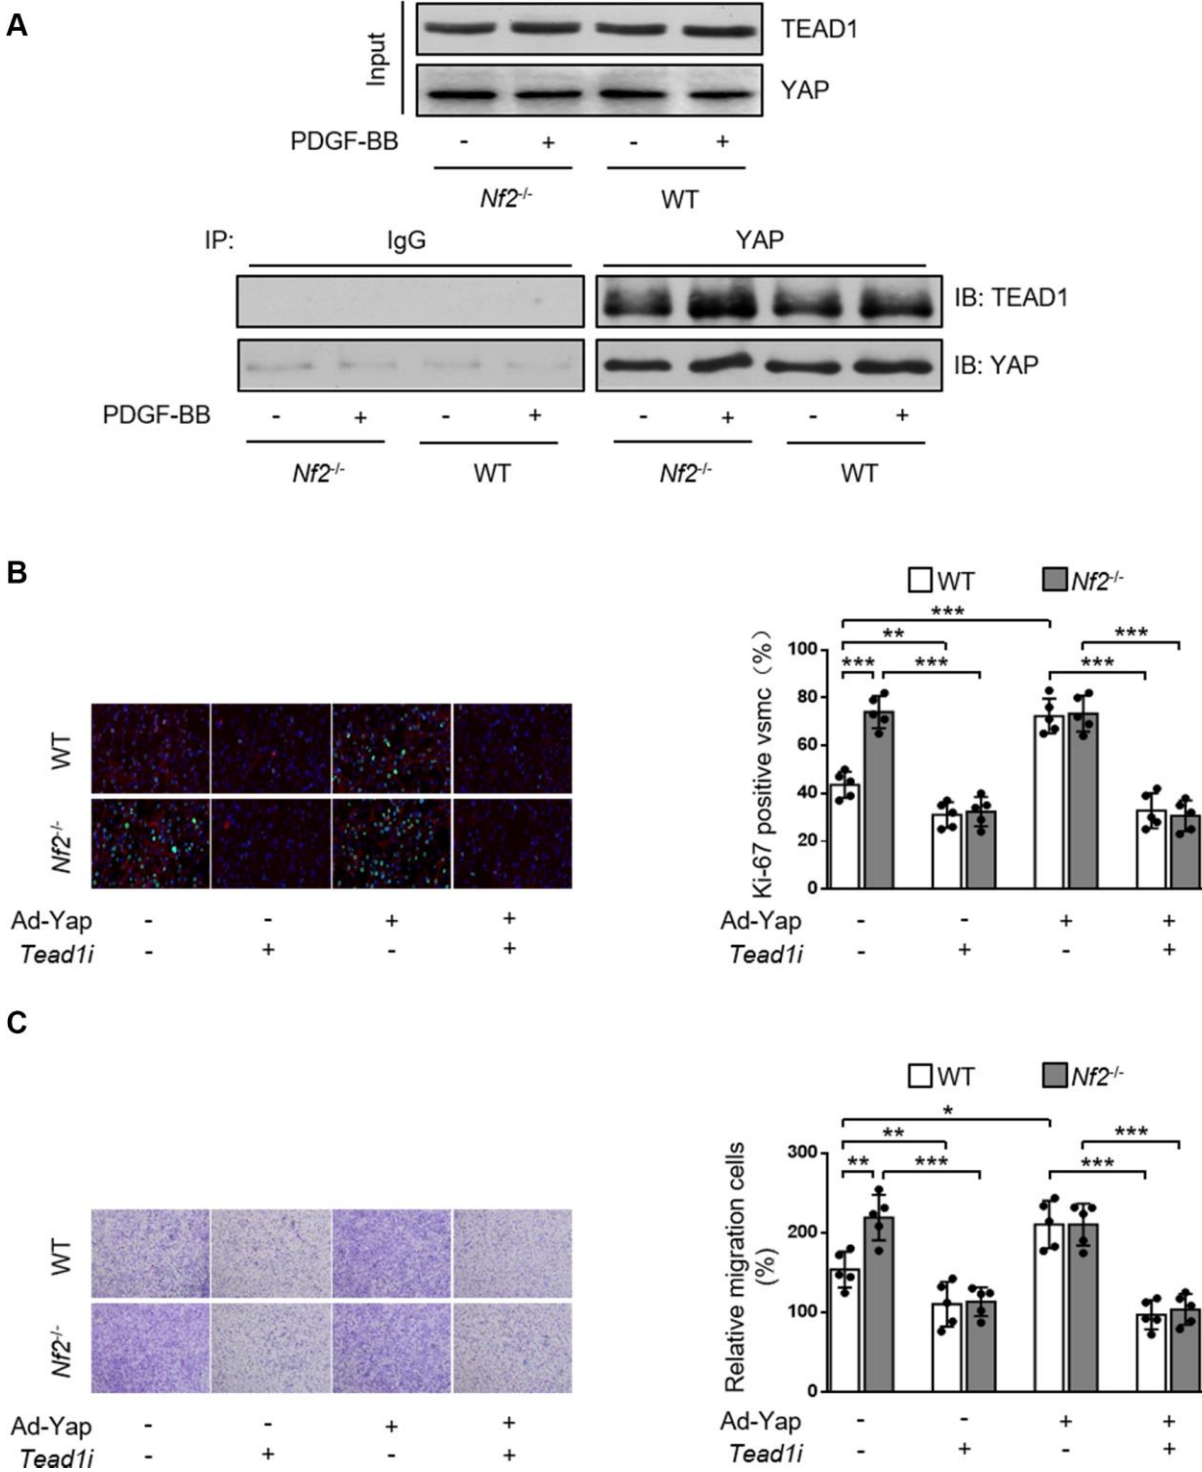 A
Input
TEAD1
YAP
PDGF-BB - + - +
Nf2-/- WT
IP: IgG YAP
IB: TEAD1
IB: YAP
PDGF-BB - + - + - + - +
Nf2-/- WT Nf2-/- WT
B
WT
Nf2-/-
Ad-Yap - - + +
Tead1i - + - +
WT Nf2-/-
***
** ***
*** *** ***
Ki-67 positive vsmc (%)
100
80
60
40
20
0
Ad-Yap - - + +
Tead1i - + - +
C
WT
Nf2-/-
Ad-Yap - - + +
Tead1i - + - +
WT Nf2-/-
*
** ***
** *** ***
Relative migration cells
(%)
300
200
100
0
Ad-Yap - - + +
Tead1i - + - +